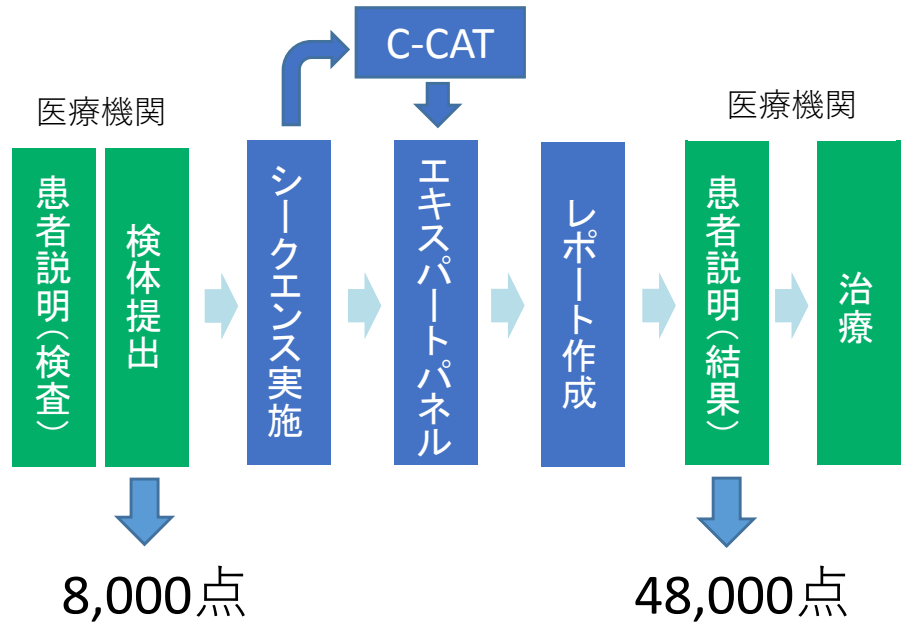 C-CAT
医療機関
医療機関
患者説明（検査）
検体提出
シークエンス実施
エキスパートパネル
レポート作成
患者説明（結果）
治療
8,000点
48,000点